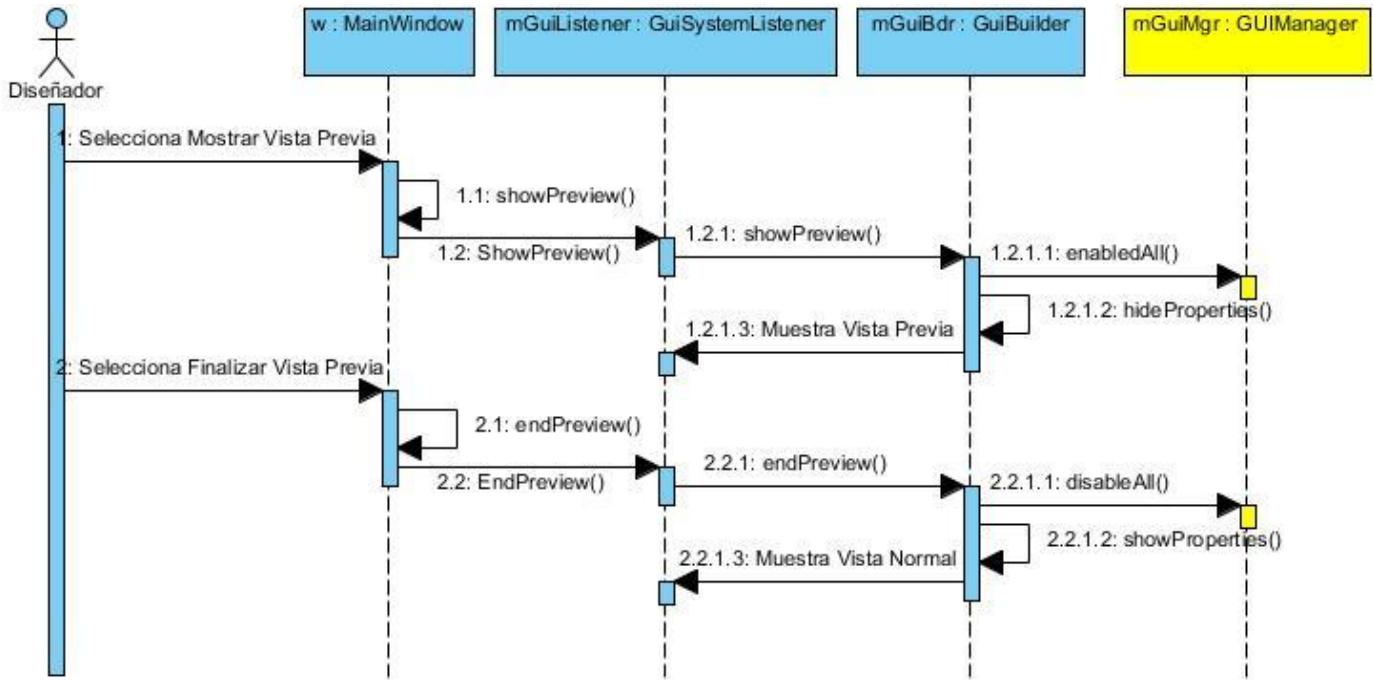 w : MainWindow
mGuiListener : GuiSystemListener
mGuiBdr : GuiBuilder
mGuiMgr : GUIManager
Diseñador
1: Selecciona Mostrar Vista Previa
1.1: showPreview()
1.2: ShowPreview()
1.2.1: showPreview()
1.2.1.1: enabledAll()
1.2.1.2: hideProperties()
1.2.1.3: Muestra Vista Previa
2: Selecciona Finalizar Vista Previa
2.1: endPreview()
2.2: EndPreview()
2.2.1: endPreview()
2.2.1.1: disableAll()
2.2.1.2: showProperties()
2.2.1.3: Muestra Vista Normal